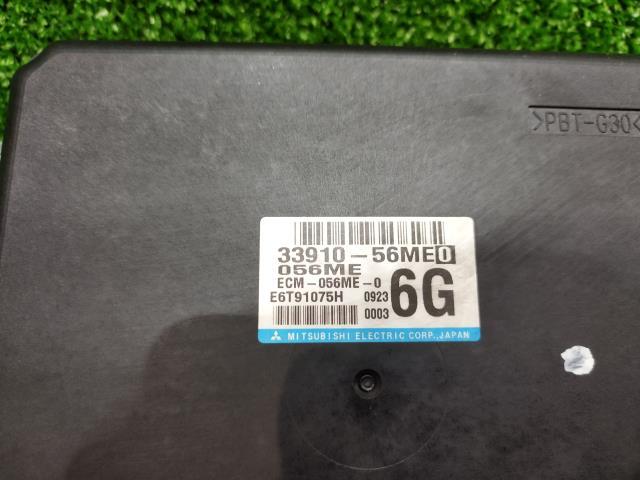 >PBT-G30<
33910-56ME0
056ME
ECM-056ME-0
E6T91075H 0923 6G
0003
MITSUBISHI ELECTRIC CORP., JAPAN